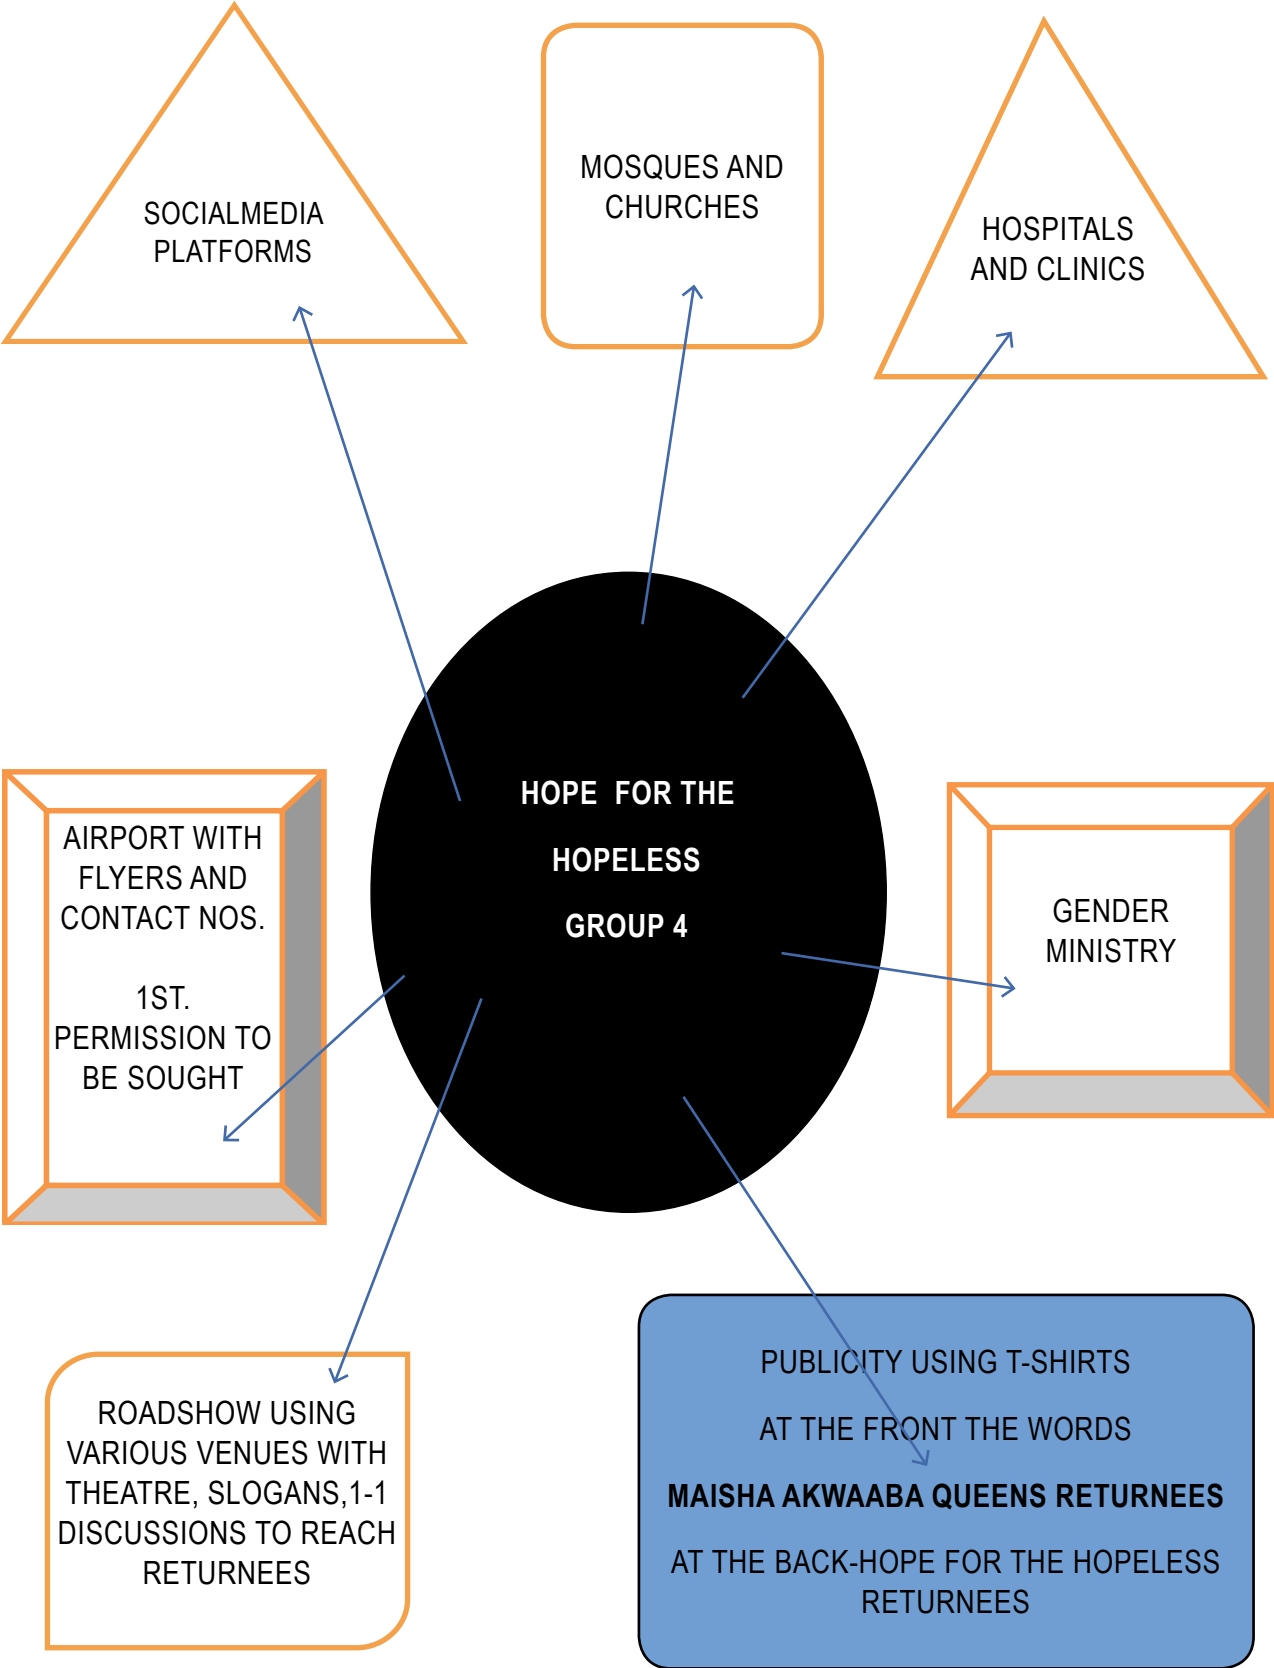 SOCIALMEDIA
PLATFORMS
MOSQUES AND
CHURCHES
HOSPITALS
AND CLINICS
HOPE FOR THE
HOPELESS
GROUP 4
AIRPORT WITH
FLYERS AND
CONTACT NOS.
1ST.
PERMISSION TO
BE SOUGHT
GENDER
MINISTRY
ROADSHOW USING
VARIOUS VENUES WITH
THEATRE, SLOGANS,1-1
DISCUSSIONS TO REACH
RETURNEES
PUBLICITY USING T-SHIRTS
AT THE FRONT THE WORDS
MAISHA AKWAABA QUEENS RETURNEES
AT THE BACK-HOPE FOR THE HOPELESS
RETURNEES